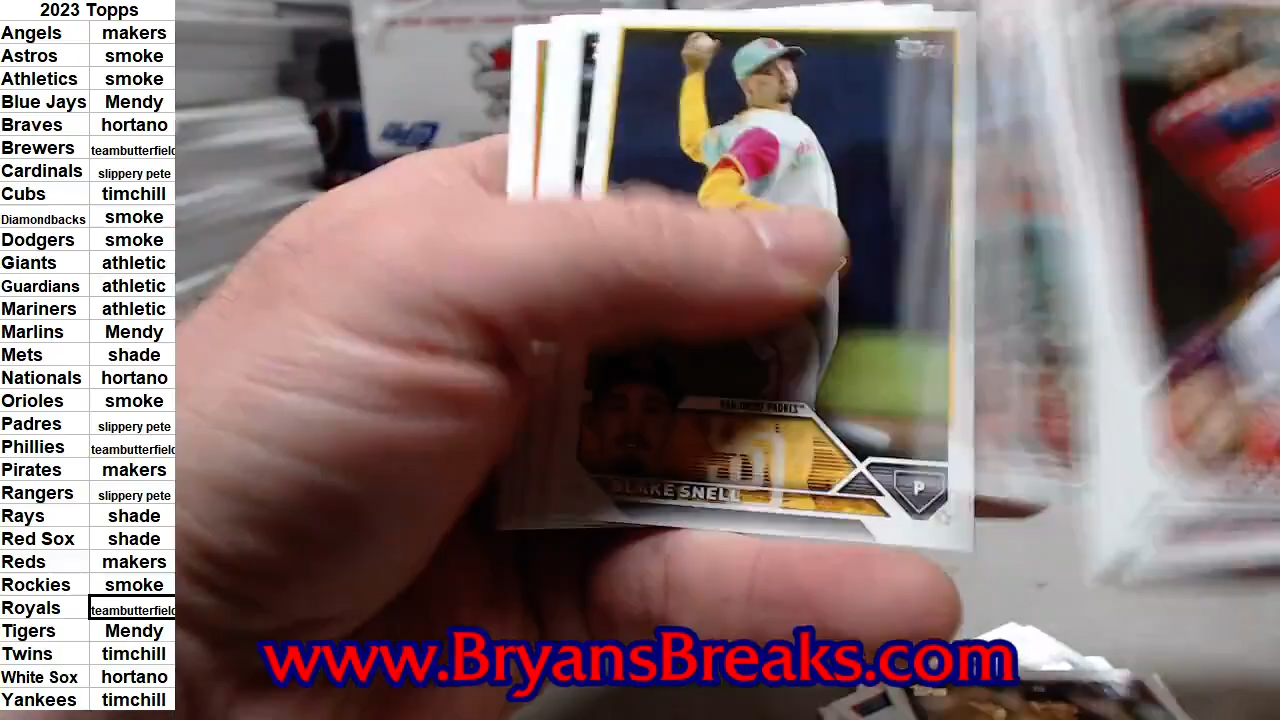 2023 Topps
Angels makers
Astros smoke
Athletics smoke
Blue Jays Mendy
Braves hortano
Brewers teambutterfield
Cardinals slippery pete
Cubs timchill
Diamondbacks smoke
Dodgers smoke
Giants athletic
Guardians athletic
Mariners athletic
Marlins Mendy
Mets shade
Nationals hortano
Orioles smoke
Padres slippery pete
Phillies teambutterfield
Pirates makers
Rangers slippery pete
Rays shade
Red Sox shade
Reds makers
Rockies smoke
Royals teambutterfield
Tigers Mendy
Twins timchill
White Sox hortano
Yankees timchill
Topps
SAN DIEGO PADRES™
BLAKE SNELL
P
www.BryansBreaks.com